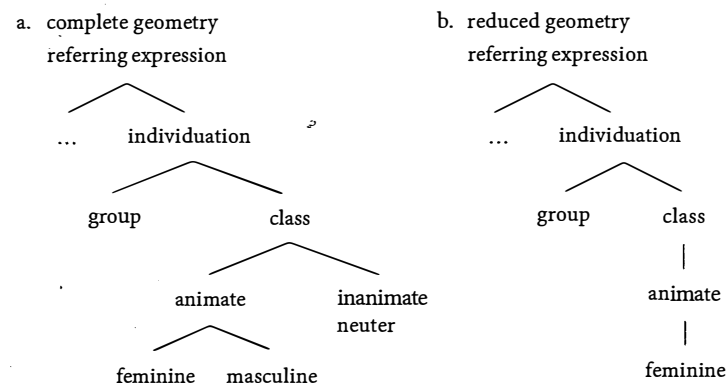 a. complete geometry
referring expression
... individuation
group class
animate inanimate
neuter
feminine masculine
b. reduced geometry
referring expression
... individuation
group class
animate
feminine